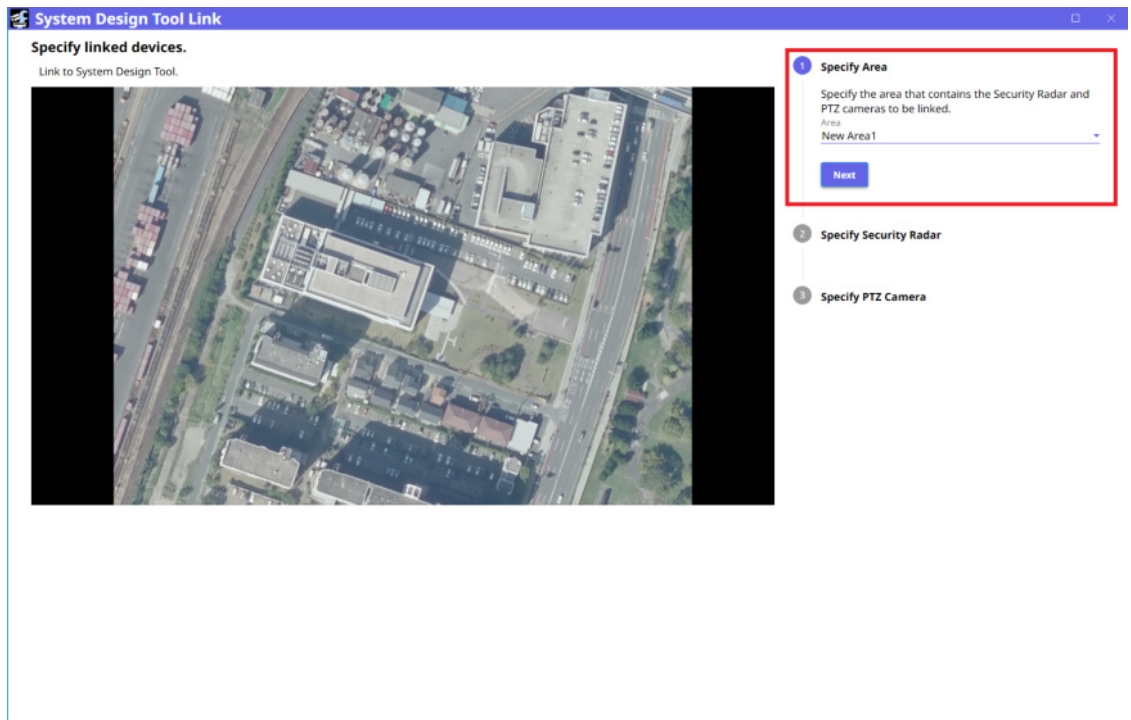 System Design Tool Link
Specify linked devices.
Link to System Design Tool.
1 Specify Area
Specify the area that contains the Security Radar and
PTZ cameras to be linked.
Area
New Area1
Next
2 Specify Security Radar
3 Specify PTZ Camera